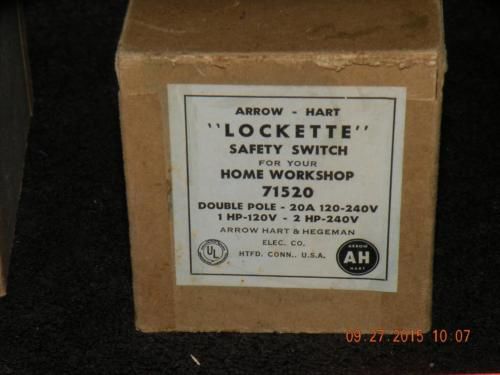 ARROW - HART
"LOCKETTE"
SAFETY SWITCH
FOR YOUR
HOME WORKSHOP
71520
DOUBLE POLE - 20A 120-240V
1 HP-120V - 2 HP-240V
ARROW HART & HEGEMAN
ELEC. CO.
HTFD. CONN.. U.S.A.
UL
ARROW
AH
HART
09.27.2015 10:07